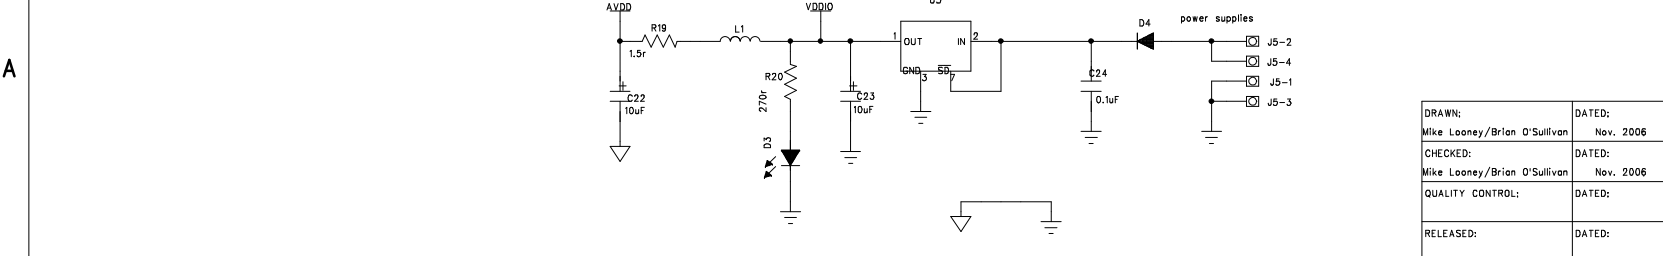 AVDD
VDDIO
R19
1.5r
L1
1
OUT
IN
2
GND
3
SD
7
D4
power supplies
J5-2
J5-4
J5-1
J5-3
A
C22
10uF
R20
270r
C23
10uF
C24
0.1uF
D3
DRAWN:
DATED:
Mike Looney/Brian O'Sullivan
Nov. 2006
CHECKED:
DATED:
Mike Looney/Brian O'Sullivan
Nov. 2006
QUALITY CONTROL:
DATED:
RELEASED:
DATED: